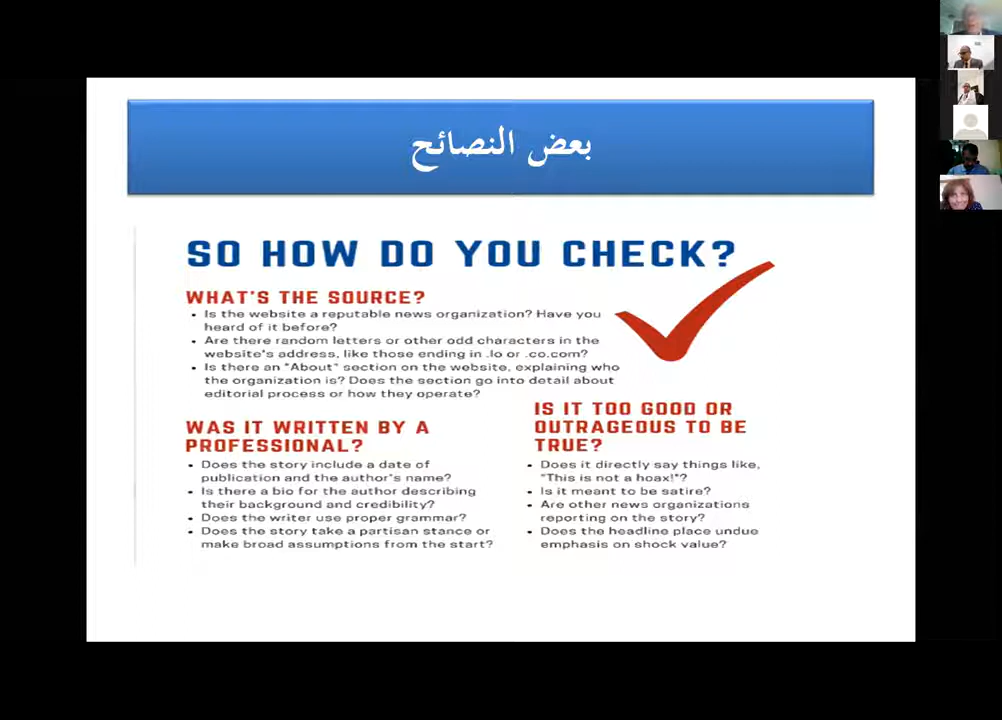 بعض النصائح
SO HOW DO YOU CHECK?
WHAT'S THE SOURCE?
• Is the website a reputable news organization? Have you
heard of it before?
• Are there random letters or other odd characters in the
website's address, like those ending in .lo or .co.com?
• Is there an "About" section on the website, explaining who
the organization is? Does the section go into detail about
editorial process or how they operate?
WAS IT WRITTEN BY A
PROFESSIONAL?
• Does the story include a date of
publication and the author's name?
• Is there a bio for the author describing
their background and credibility?
• Does the writer use proper grammar?
• Does the story take a partisan stance or
make broad assumptions from the start?
IS IT TOO GOOD OR
OUTRAGEOUS TO BE
TRUE?
• Does it directly say things like,
"This is not a hoax!"?
• Is it meant to be satire?
• Are other news organizations
reporting on the story?
• Does the headline place undue
emphasis on shock value?